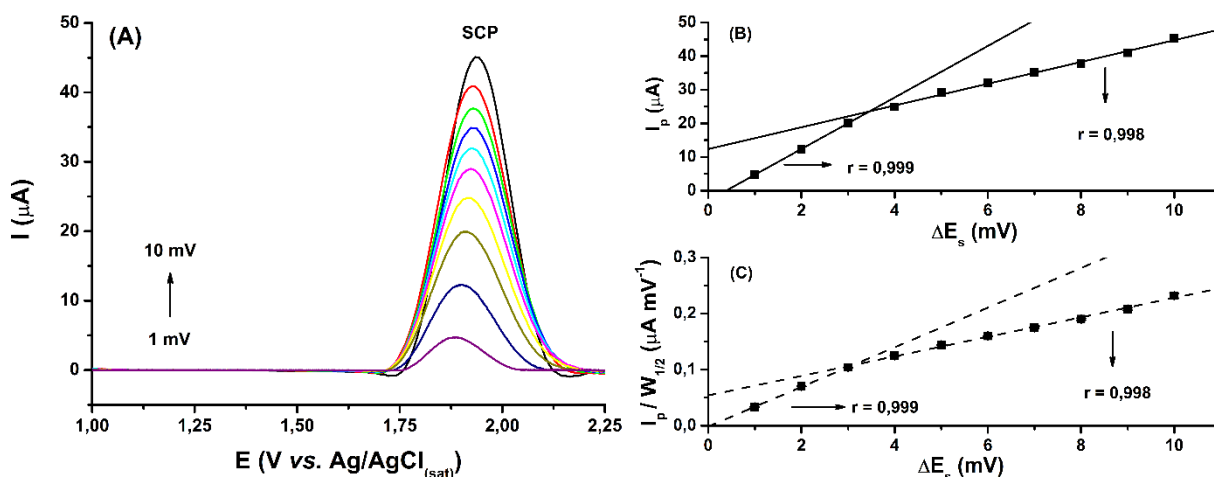 (A)
SCP
50
40
30
20
10
0
I (μA)
10 mV
1 mV
1,00
1,25
1,50
1,75
2,00
2,25
E (V vs. Ag/AgCl(sat))
(B)
50
40
30
20
10
0
Ip (μA)
r = 0,998
r = 0,999
0
2
4
6
8
10
ΔEs (mV)
(C)
0,3
0,2
0,1
0,0
Ip / W1/2 (μA mV-1)
r = 0,998
r = 0,999
0
2
4
6
8
10
ΔEs (mV)